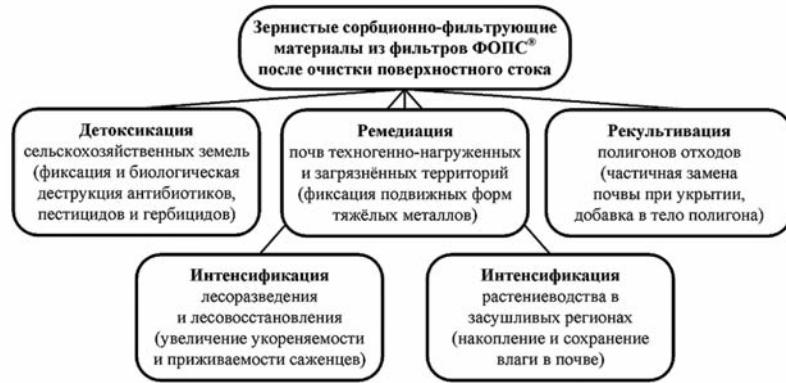 Зернистые сорбционно-фильтрующие
материалы из фильтров ФОПС®
после очистки поверхностного стока
Детоксикация
сельскохозяйственных земель
(фиксация и биологическая
деструкция антибиотиков,
пестицидов и гербицидов)
Ремедиация
почв техногенно-нагруженных
и загрязнённых территорий
(фиксация подвижных форм
тяжёлых металлов)
Рекультивация
полигонов отходов
(частичная замена
почвы при укрытии,
добавка в тело полигона)
Интенсификация
лесоразведения
и лесовосстановления
(увеличение укореняемости
и приживаемости саженцев)
Интенсификация
растениеводства в
засушливых регионах
(накопление и сохранение
влаги в почве)